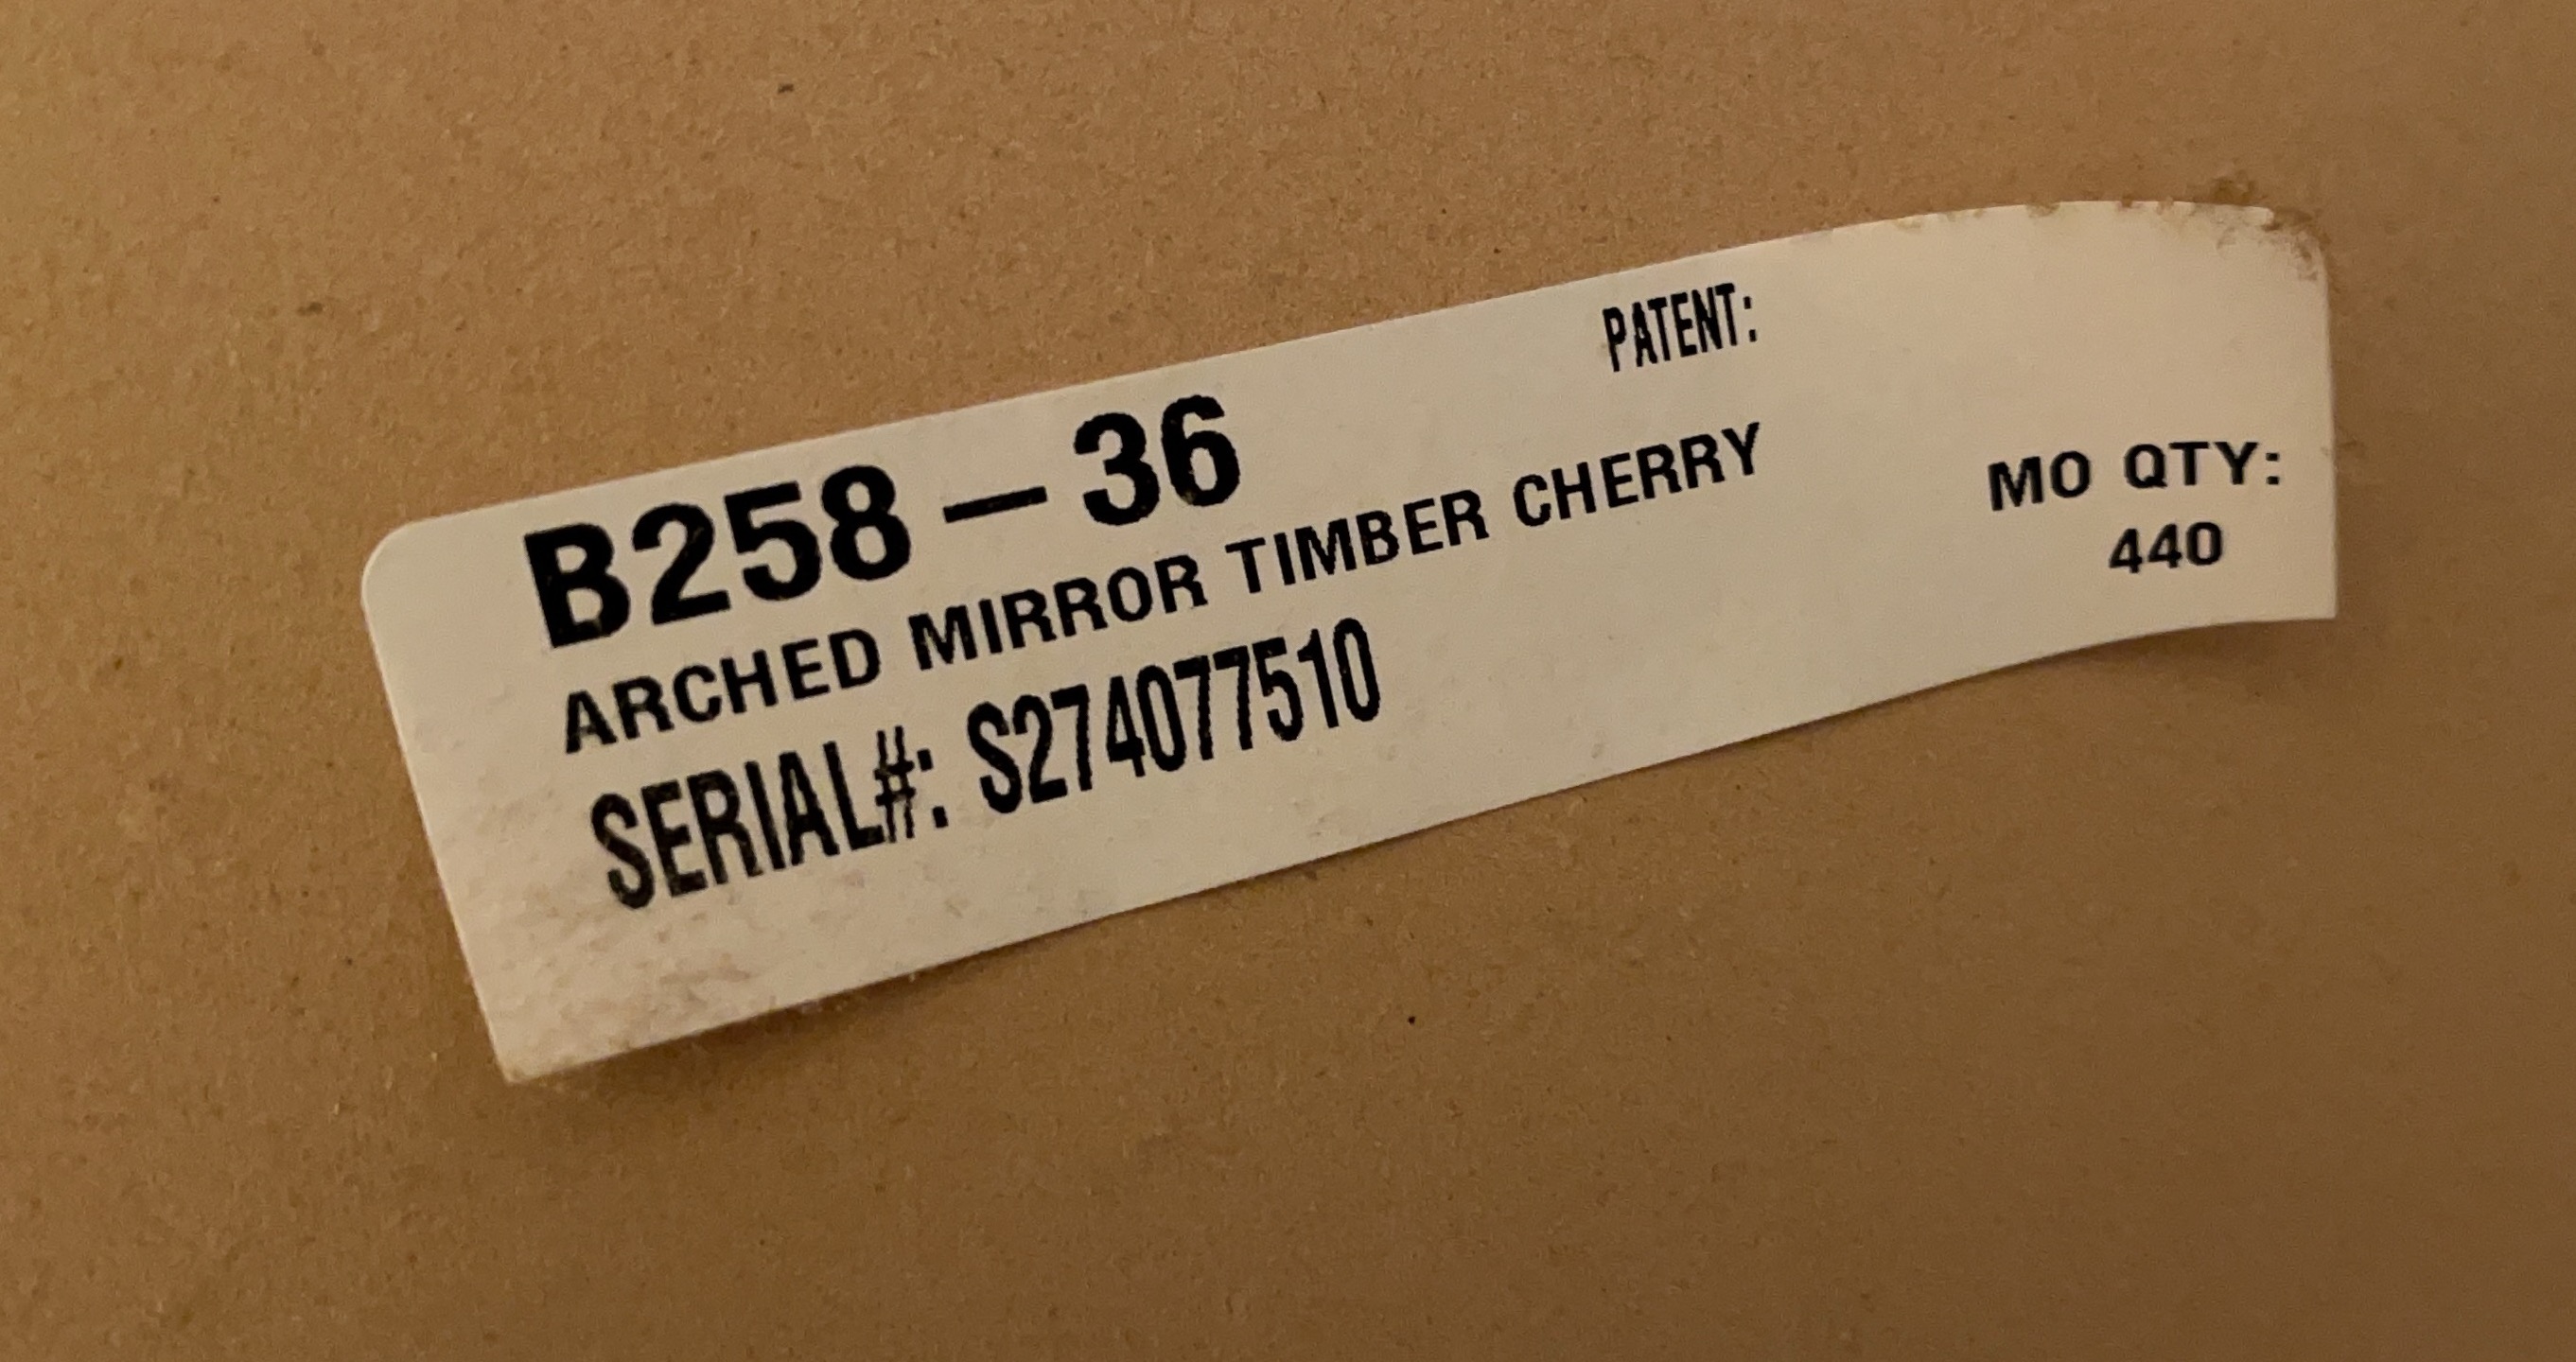 PATENT:
B258-36
ARCHED MIRROR TIMBER CHERRY
MO QTY:
440
SERIAL#: S274077510